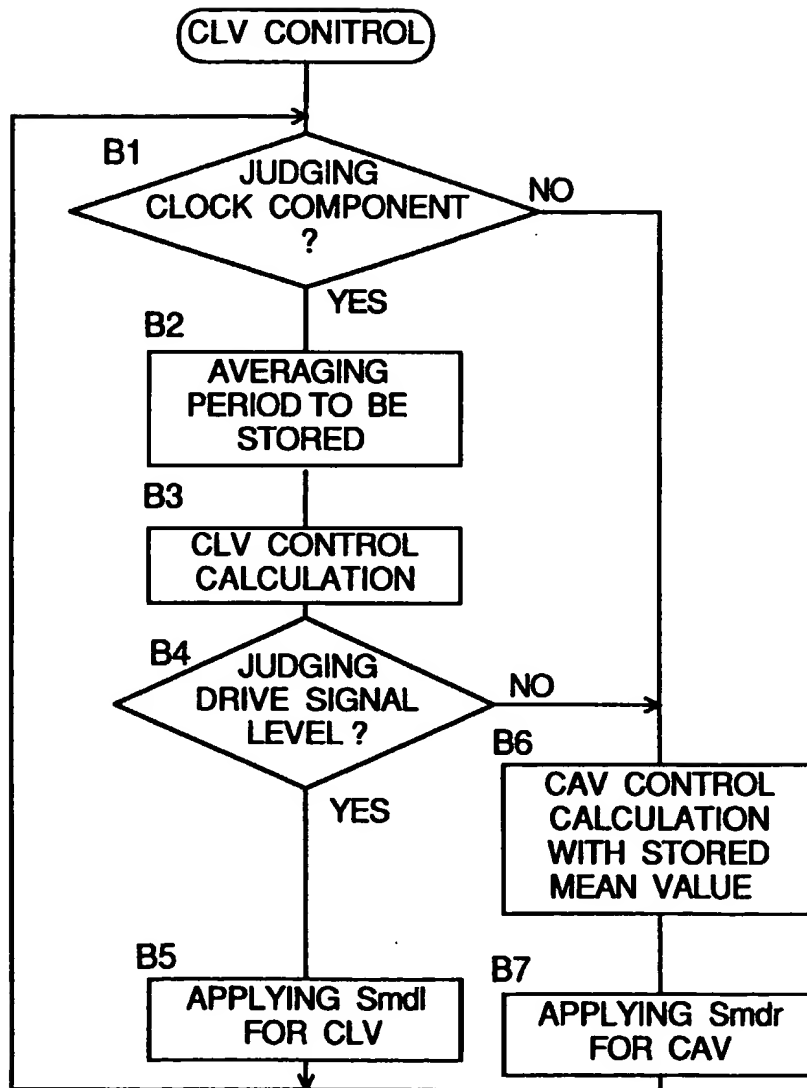 CLV CONITROL
B1
JUDGING
CLOCK COMPONENT
?
NO
YES
B2
AVERAGING
PERIOD TO BE
STORED
B3
CLV CONTROL
CALCULATION
B4
JUDGING
DRIVE SIGNAL
LEVEL ?
NO
YES
B6
CAV CONTROL
CALCULATION
WITH STORED
MEAN VALUE
B5
APPLYING Smdl
FOR CLV
B7
APPLYING Smdr
FOR CAV